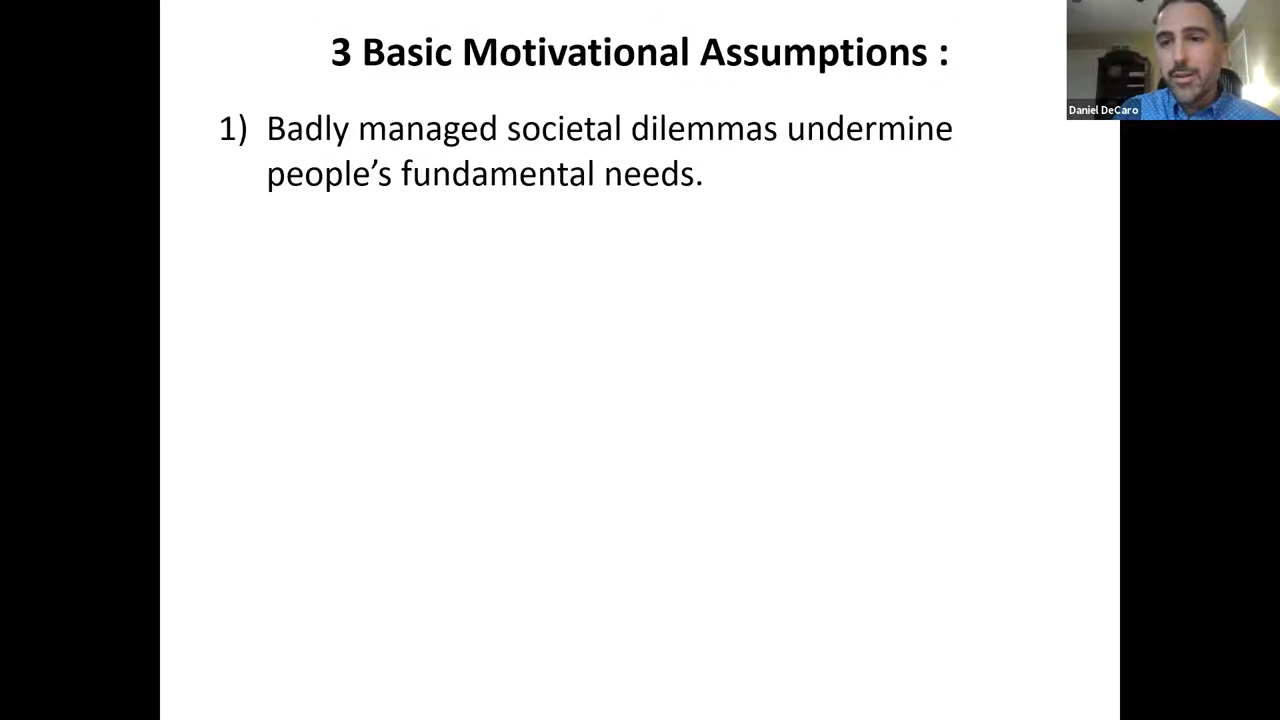 3 Basic Motivational Assumptions :
1) Badly managed societal dilemmas undermine
people’s fundamental needs.
Daniel DeCaro